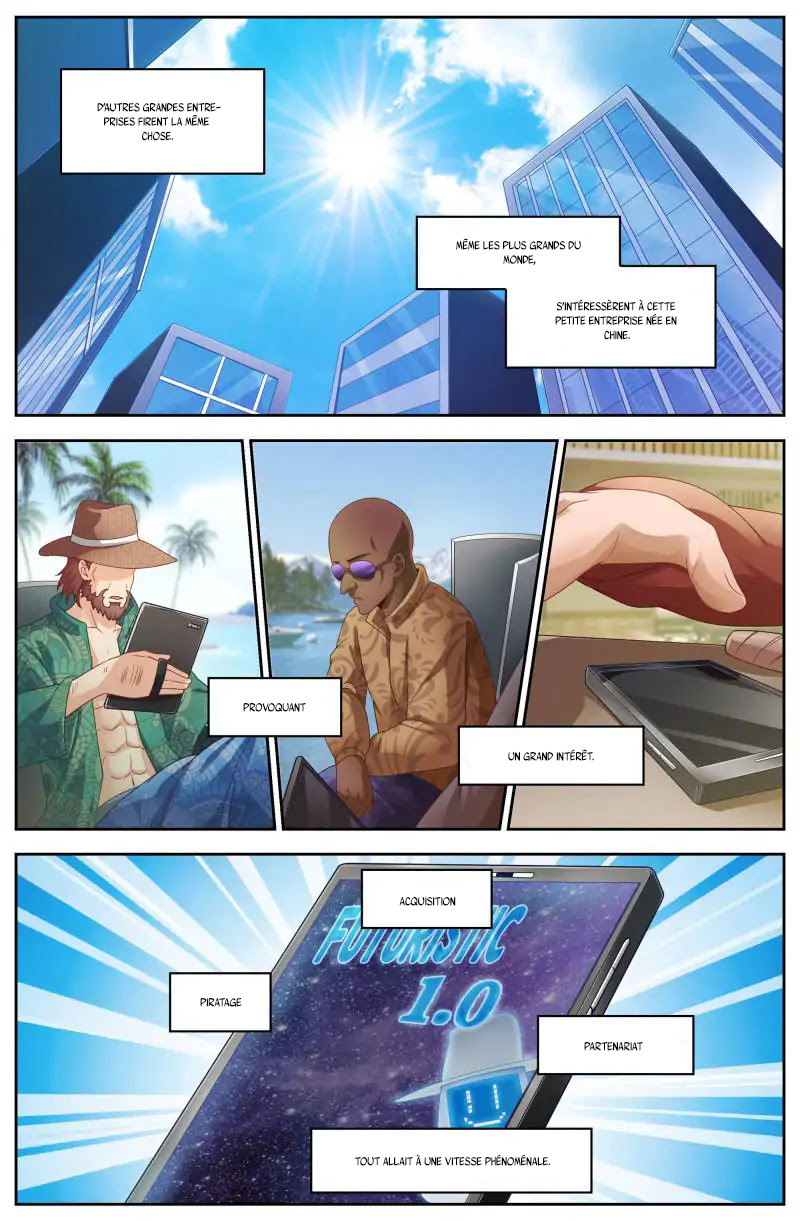 D'AUTRES GRANDES ENTRE-
PRISES FIRENT LA MÊME
CHOSE.
MÊME LES PLUS GRANDS DU
MONDE,
S'INTÉRESSÈRENT À CETTE
PETITE ENTREPRISE NÉE EN
CHINE.
PROVOQUANT
UN GRAND INTÉRÊT.
ACQUISITION
FUTURISTIC
1.0
PIRATAGE
PARTENARIAT
TOUT ALLAIT À UNE VITESSE PHÉNOMÉNALE.